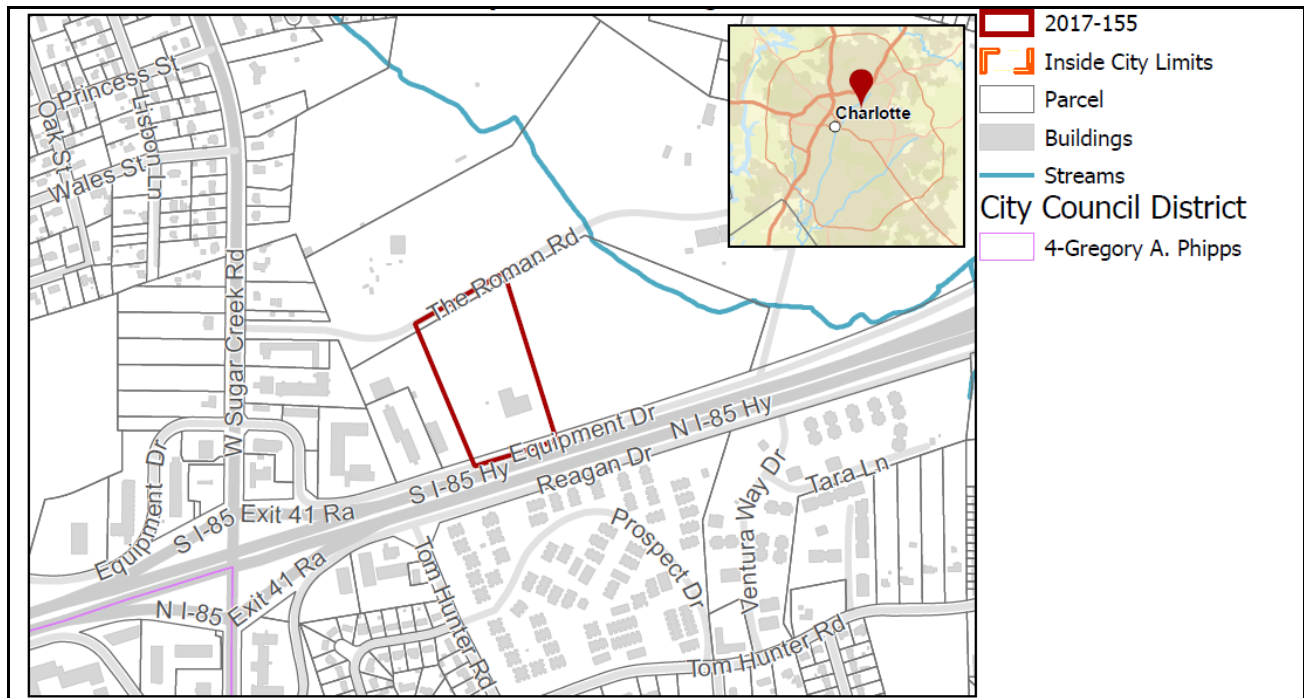 Princess St
Oak St
Lisbon Ln
Wales St
W Sugar Creek Rd
The Roman Rd
Charlotte
Equipment Dr
N I-85 Hy
S I-85 Hy
Reagan Dr
Equipment Dr
S I-85
Exit 41 Ra
N I-85
Exit 41 Ra
Tom Hunter Rd
Prospect Dr
Ventura Way Dr
Tara Ln
Tom Hunter Rd
2017-155
Inside City Limits
Parcel
Buildings
Streams
City Council District
4-Gregory A. Phipps